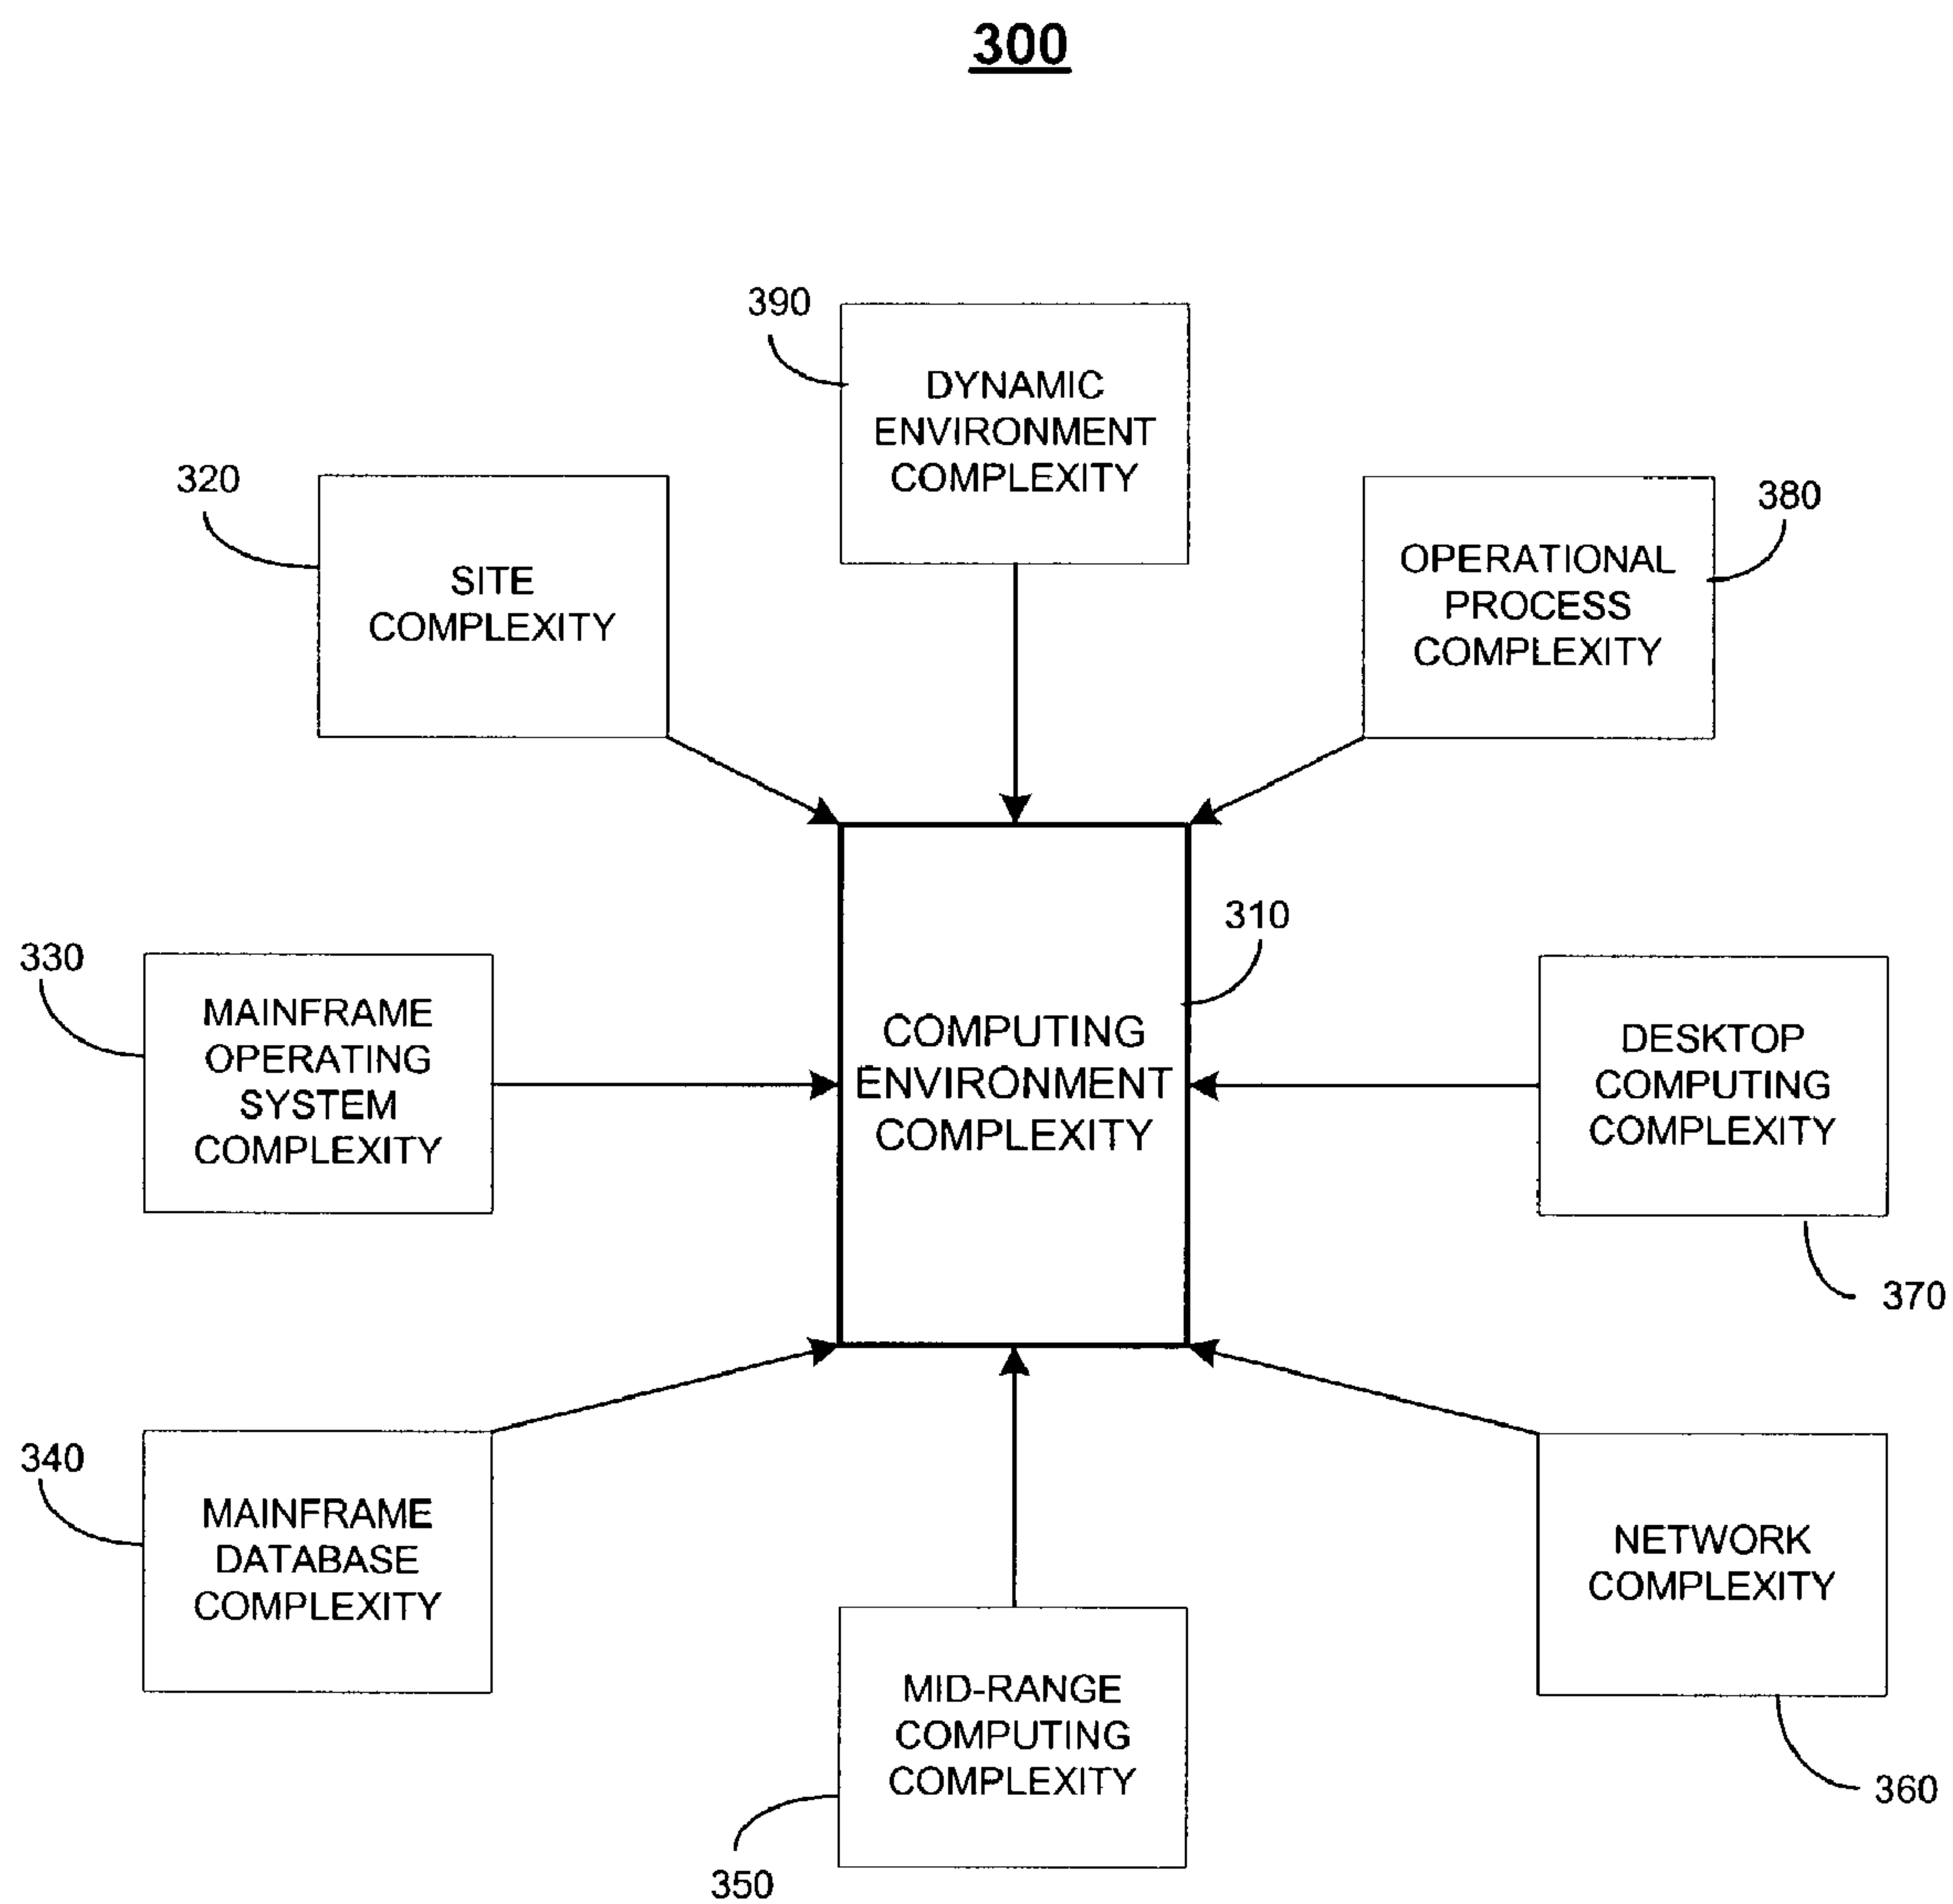 300
390
DYNAMIC
ENVIRONMENT
COMPLEXITY
320
SITE
COMPLEXITY
380
OPERATIONAL
PROCESS
COMPLEXITY
310
COMPUTING
ENVIRONMENT
COMPLEXITY
330
MAINFRAME
OPERATING
SYSTEM
COMPLEXITY
DESKTOP
COMPUTING
COMPLEXITY
370
340
MAINFRAME
DATABASE
COMPLEXITY
MID-RANGE
COMPUTING
COMPLEXITY
350
NETWORK
COMPLEXITY
360